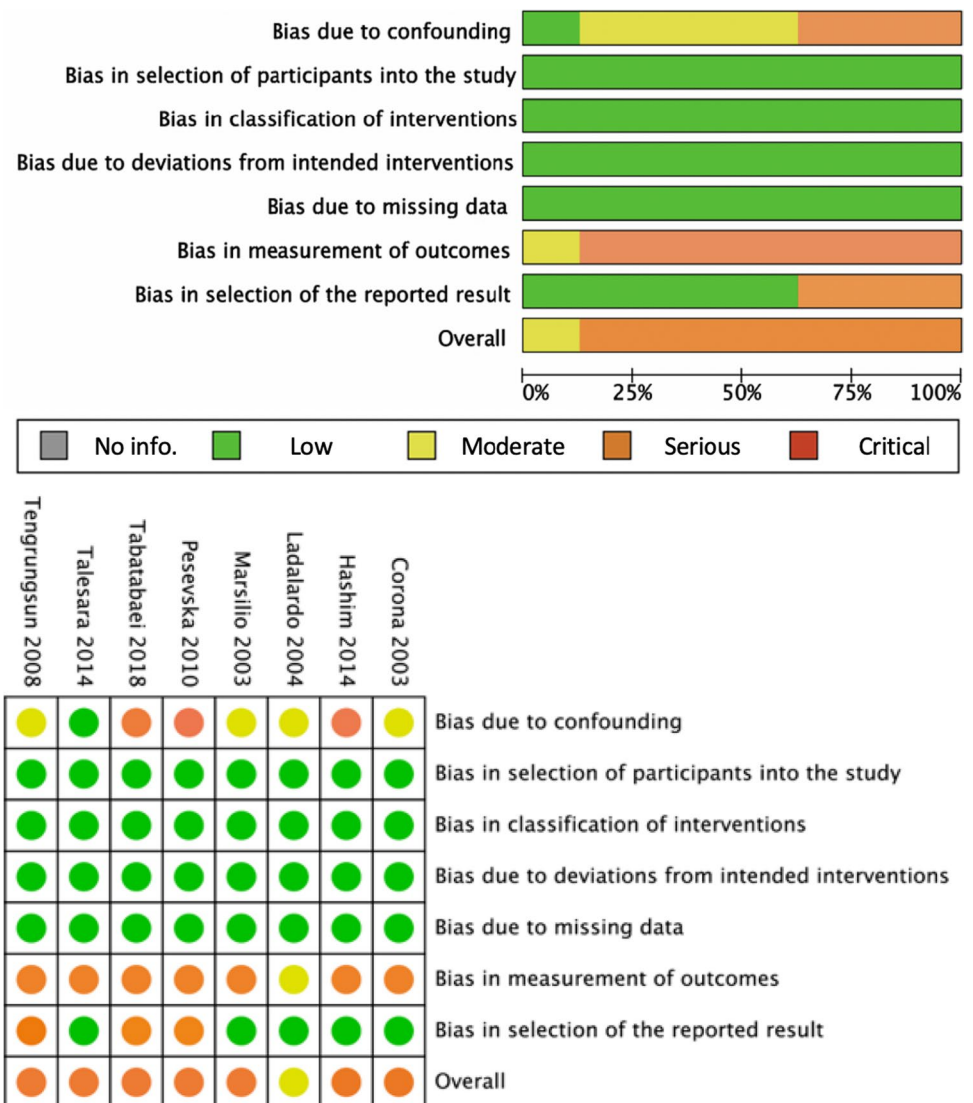 Bias due to confounding
Bias in selection of participants into the study
Bias in classification of interventions
Bias due to deviations from intended interventions
Bias due to missing data
Bias in measurement of outcomes
Bias in selection of the reported result
Overall
0% 25% 50% 75% 100%
No info. Low Moderate Serious Critical
Tengrungsun 2008
Talesara 2014
Tabatabaei 2018
Pesevska 2010
Marsilio 2003
Ladalardo 2004
Hashim 2014
Corona 2003
Bias due to confounding
Bias in selection of participants into the study
Bias in classification of interventions
Bias due to deviations from intended interventions
Bias due to missing data
Bias in measurement of outcomes
Bias in selection of the reported result
Overall